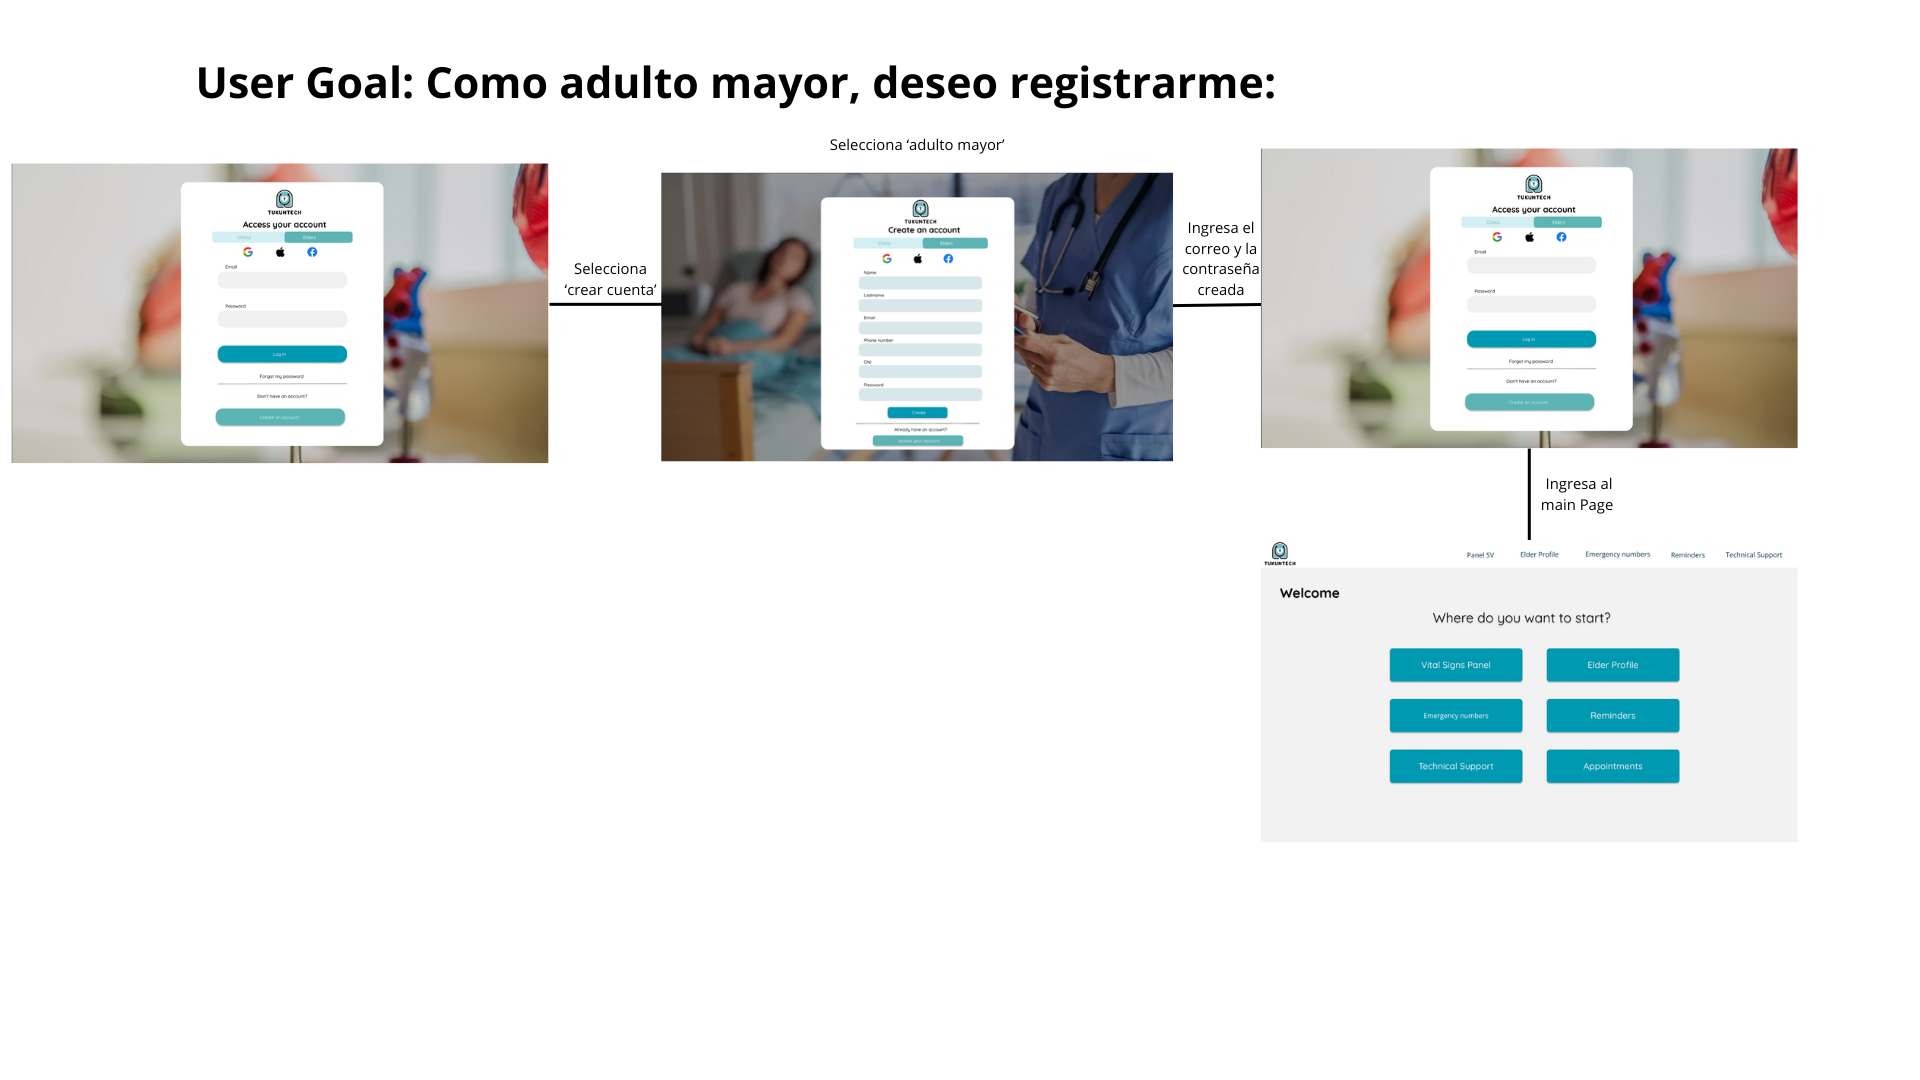 User Goal: Como adulto mayor, deseo registrarme:
Selecciona ‘adulto mayor’
TUKUNTECH
Access your account
Clinics
Elders
Email
Password
Log in
Forgot my password
Don't have an account?
Create an account
Selecciona
‘crear cuenta’
TUKUNTECH
Create an account
Clinics
Elders
Name
Lastname
Email
Phone number
DNI
Password
Create
Already have an account?
Access your account
Ingresa el
correo y la
contraseña
creada
TUKUNTECH
Access your account
Clinics
Elders
Email
Password
Log in
Forgot my password
Don't have an account?
Create an account
Ingresa al
main Page
TUKUNTECH
Panel SV
Elder Profile
Emergency numbers
Reminders
Technical Support
Welcome
Where do you want to start?
Vital Signs Panel
Elder Profile
Emergency numbers
Reminders
Technical Support
Appointments